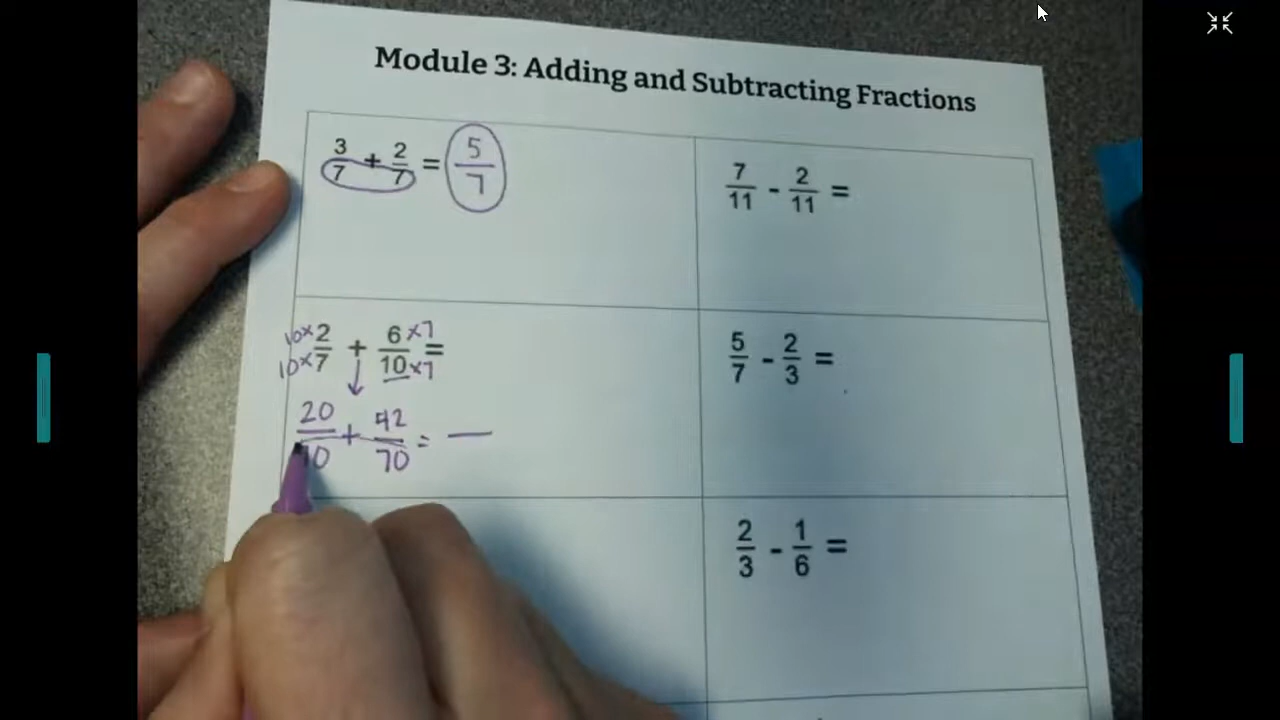 Module 3: Adding and Subtracting Fractions
3/7 + 2/7 = 5/7
7/11 - 2/11 =
10×2/10×7 + 6×7/10×7 =
20/70 + 42/70 = —
5/7 - 2/3 =
2/3 - 1/6 =